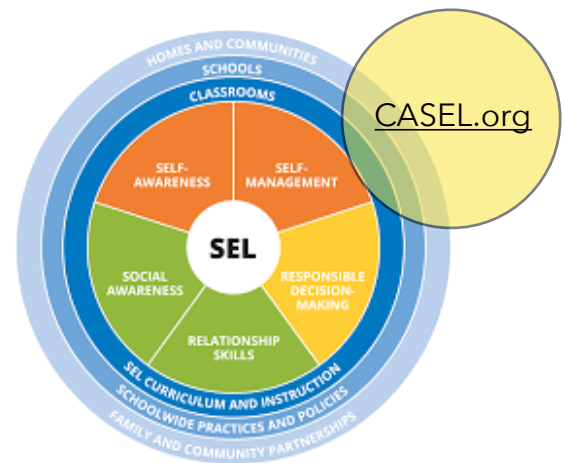 HOMES AND COMMUNITIES
SCHOOLS
CLASSROOMS
CASEL.org
SELF-
AWARENESS
SELF-
MANAGEMENT
SEL
SOCIAL
AWARENESS
RESPONSIBLE
DECISION-
MAKING
RELATIONSHIP
SKILLS
SEL CURRICULUM AND INSTRUCTION
SCHOOLWIDE PRACTICES AND POLICIES
FAMILY AND COMMUNITY PARTNERSHIPS